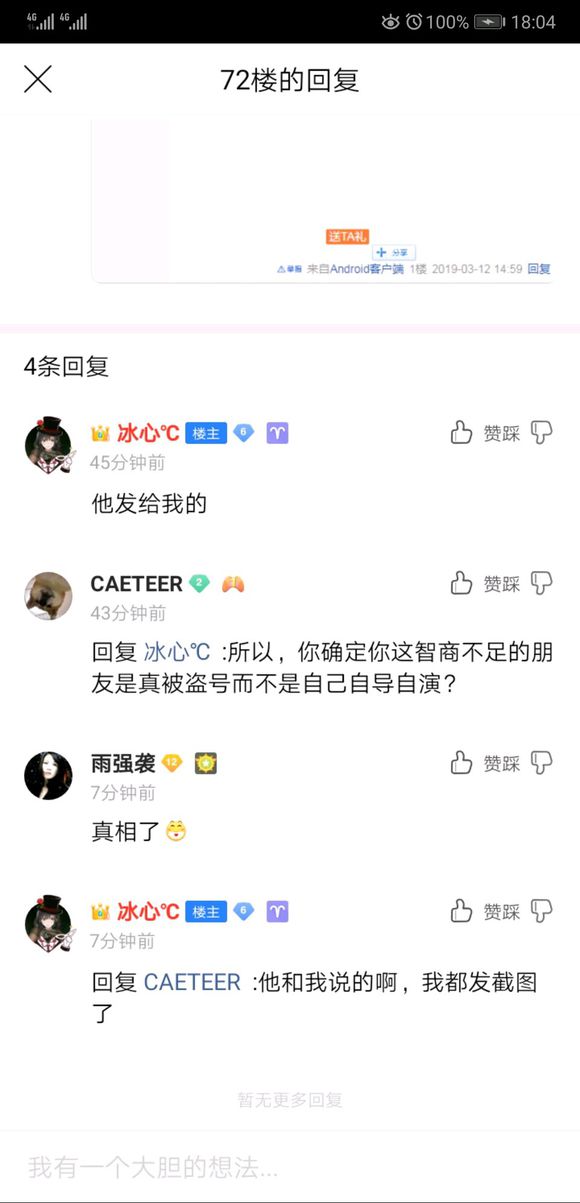 4G 4G 100% 18:04
72楼的回复
送TA礼
分享
举报 来自Android客户端 1楼 2019-03-12 14:59 回复
4条回复
冰心℃ 楼主 6 赞踩
45分钟前
他发给我的
CAETEER 2 赞踩
43分钟前
回复 冰心℃ :所以，你确定你这智商不足的朋
友是真被盗号而不是自己自导自演？
雨强袭 12 赞踩
7分钟前
真相了
冰心℃ 楼主 6 赞踩
7分钟前
回复 CAETEER :他和我说的啊，我都发截图
了
暂无更多回复
我有一个大胆的想法...